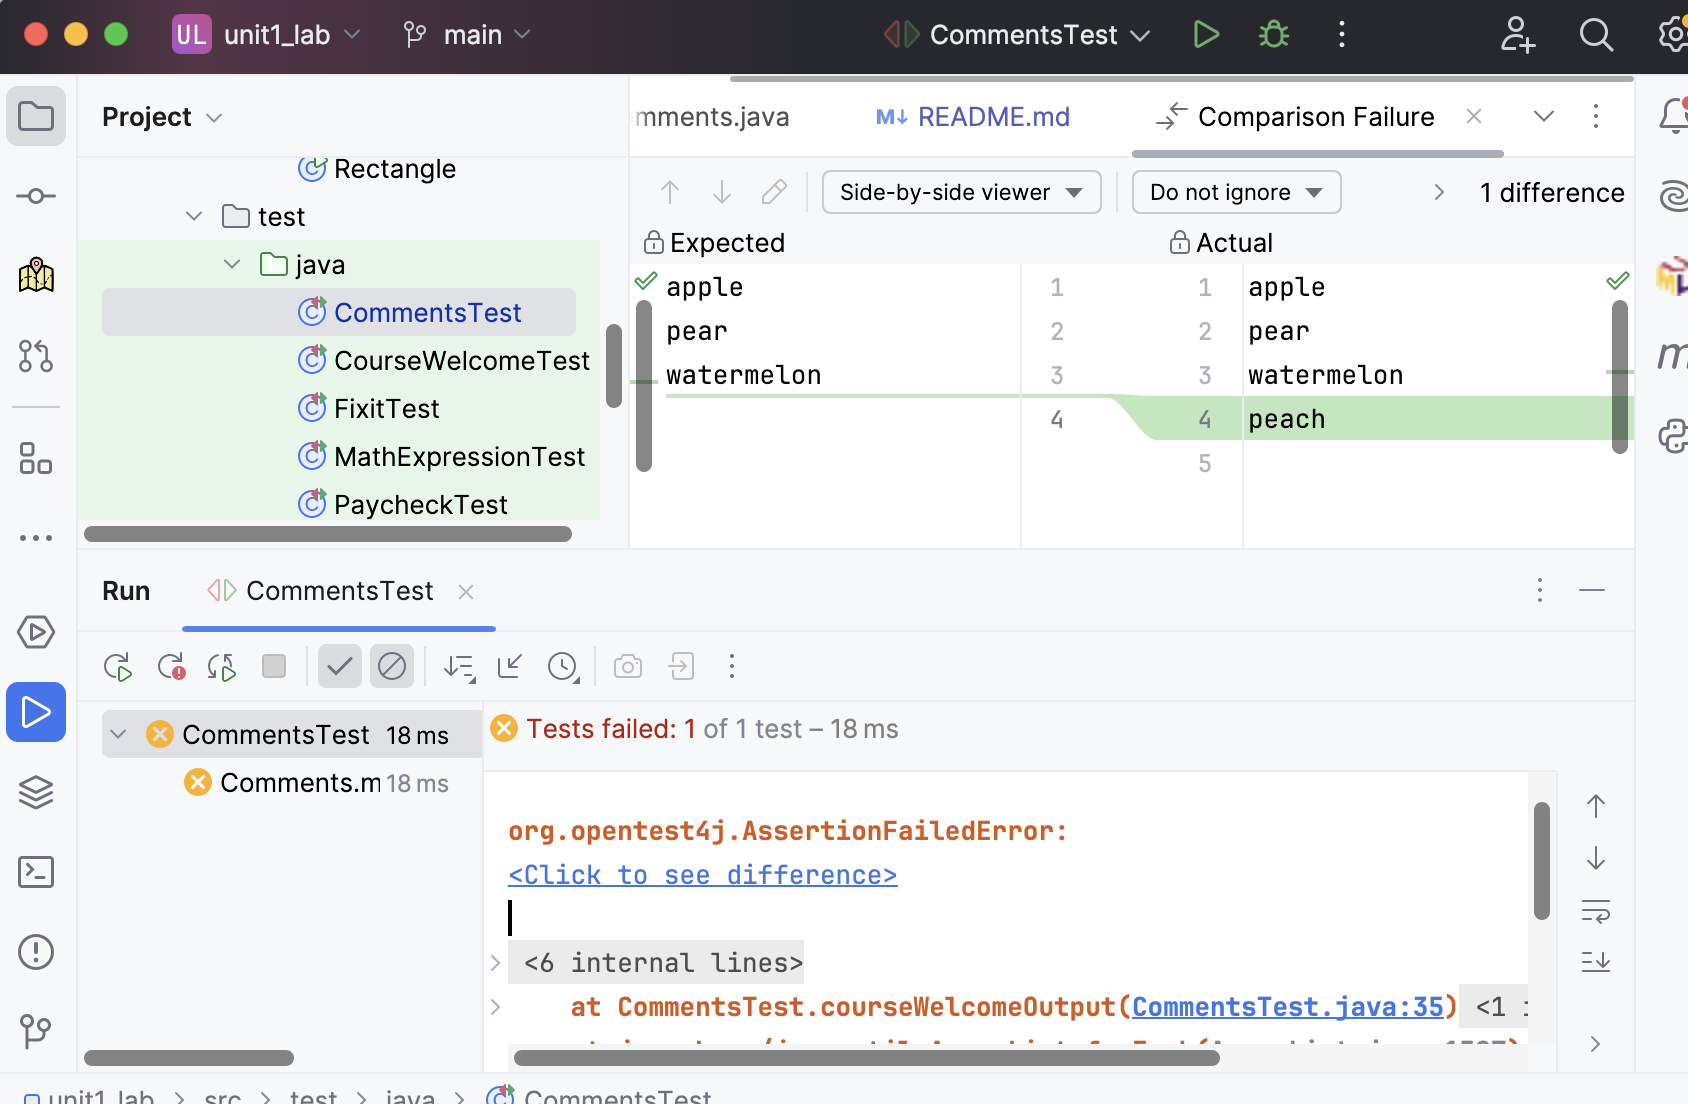 UL unit1_lab main CommentsTest
Project
mments.java README.md Comparison Failure
Rectangle
test
java
CommentsTest
CourseWelcomeTest
FixitTest
MathExpressionTest
PaycheckTest
Side-by-side viewer Do not ignore 1 difference
Expected Actual
apple 1 1 apple
pear 2 2 pear
watermelon 3 3 watermelon
4 4 peach
5
Run CommentsTest
CommentsTest 18 ms
Comments.m 18 ms
Tests failed: 1 of 1 test – 18 ms
org.opentest4j.AssertionFailedError:
<Click to see difference>
<6 internal lines>
at CommentsTest.courseWelcomeOutput(CommentsTest.java:35) <1 i
unit1_lab > src > test > java > CommentsTest